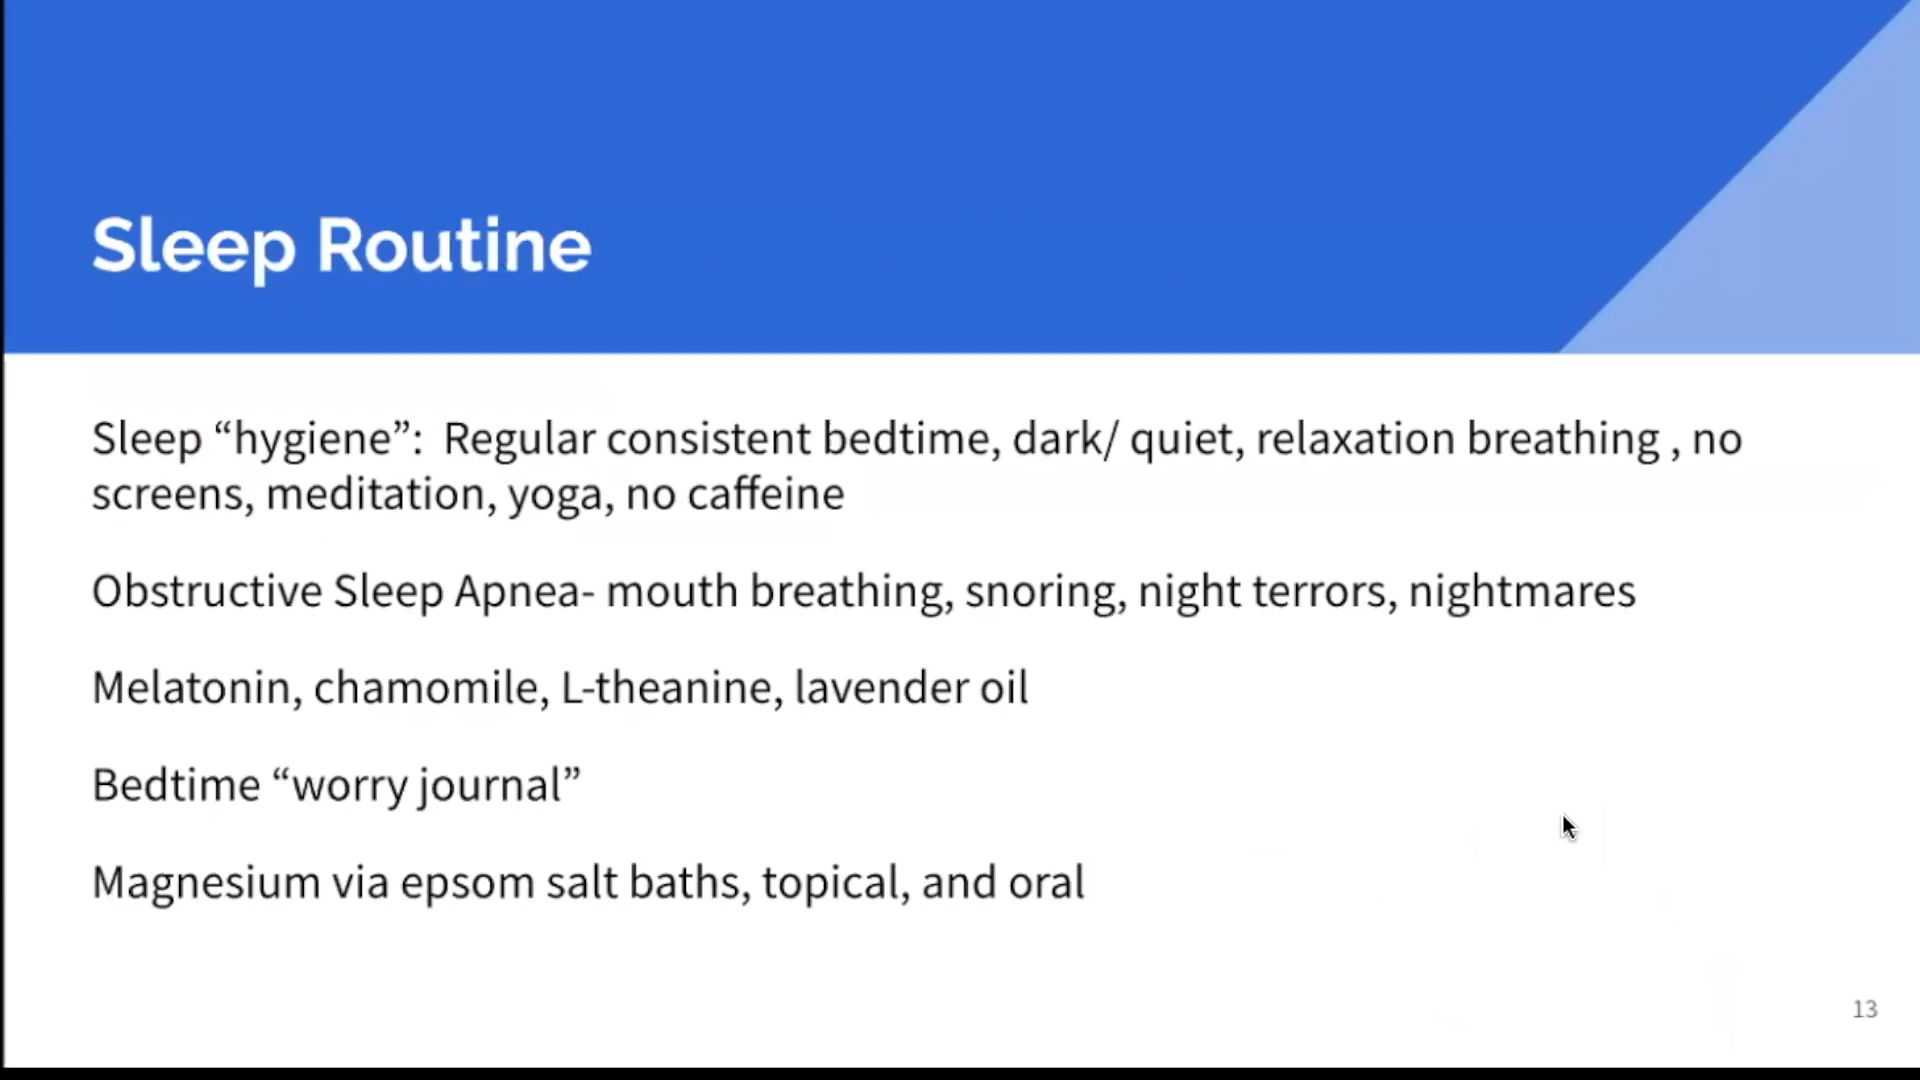 Sleep Routine
Sleep “hygiene”:  Regular consistent bedtime, dark/ quiet, relaxation breathing , no
screens, meditation, yoga, no caffeine
Obstructive Sleep Apnea- mouth breathing, snoring, night terrors, nightmares
Melatonin, chamomile, L-theanine, lavender oil
Bedtime “worry journal”
Magnesium via epsom salt baths, topical, and oral
13